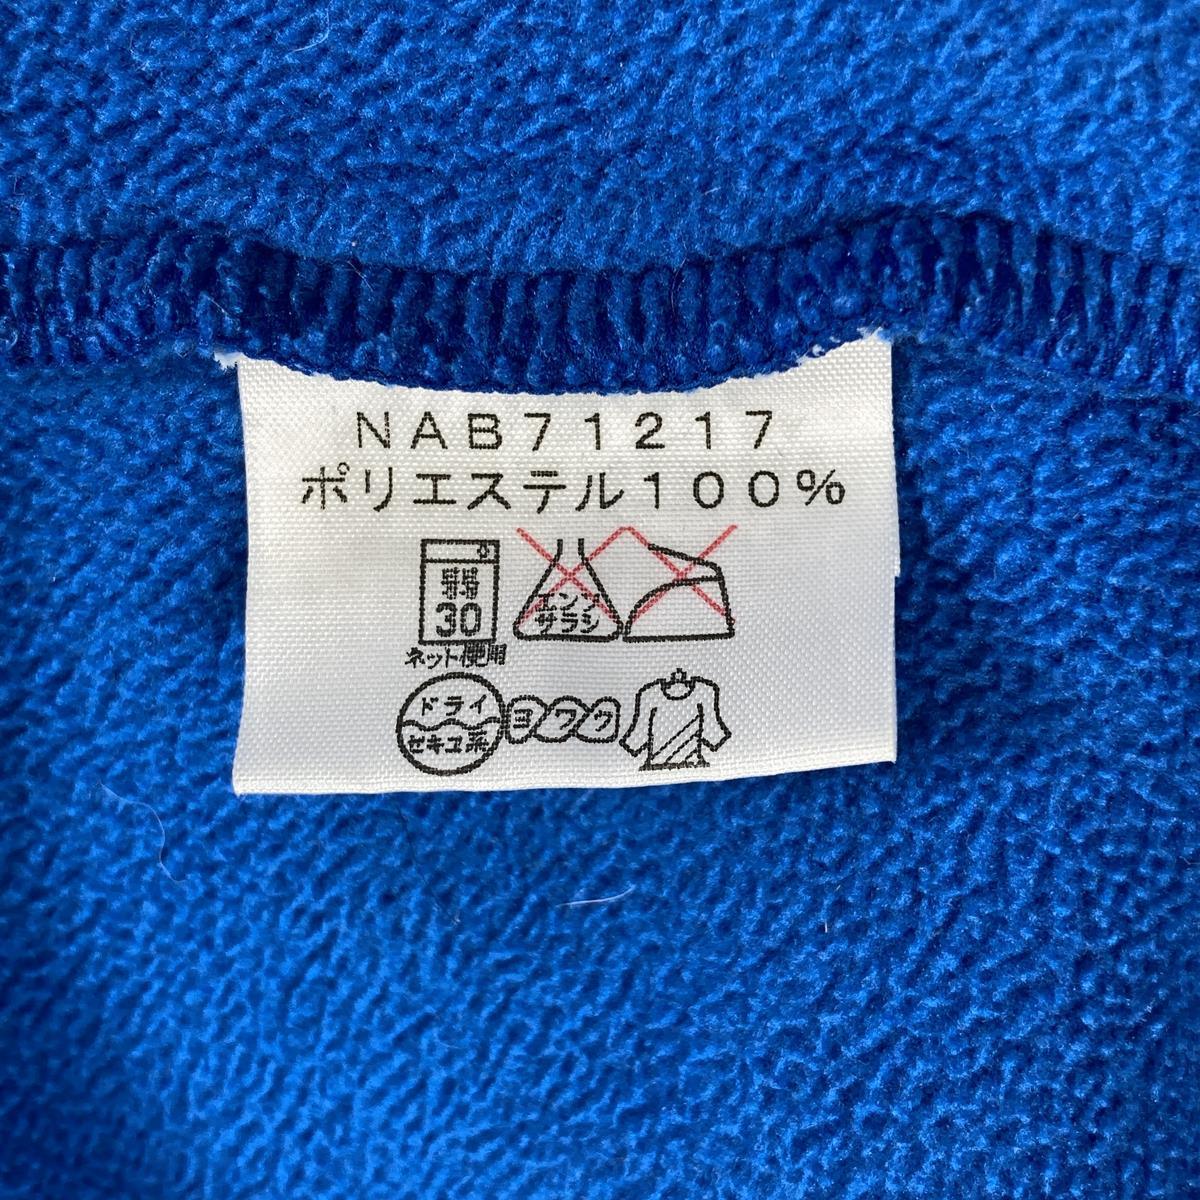 NAB71217
ポリエステル100%
弱
30
エンソ
サラシ
ネット使用
ドライ
セキユ系
ヨワク